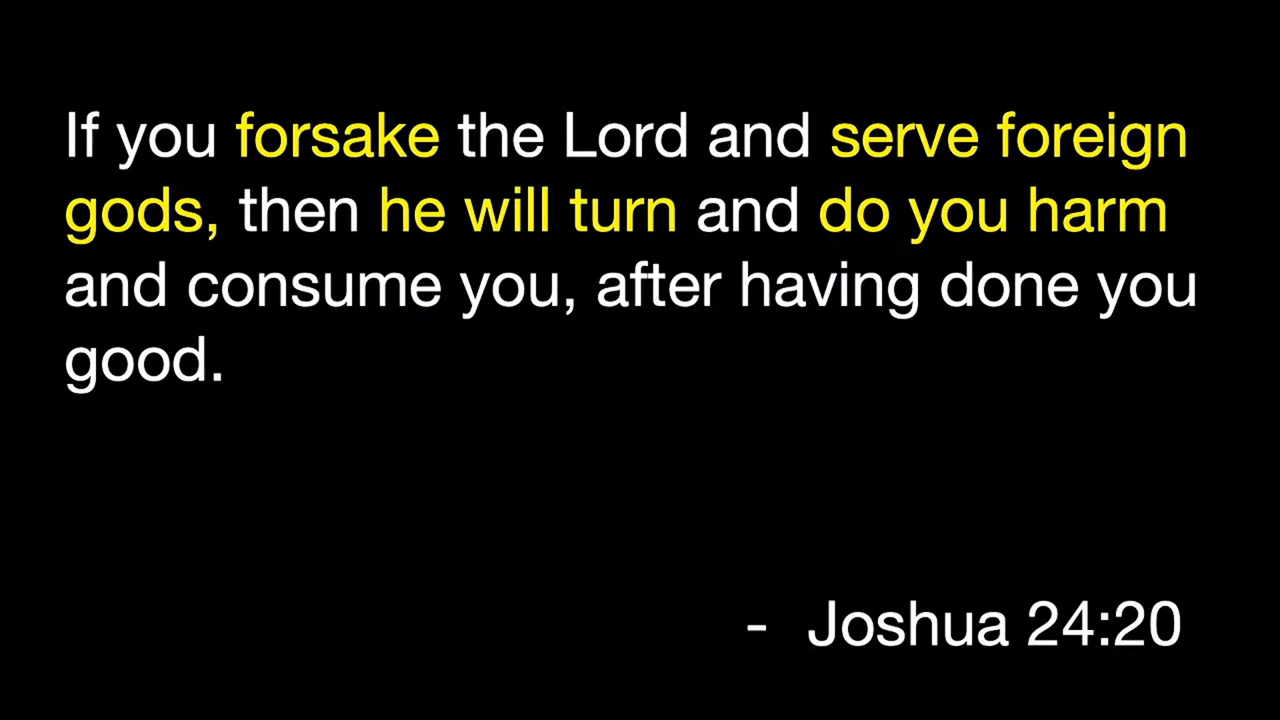 If you forsake the Lord and serve foreign
gods, then he will turn and do you harm
and consume you, after having done you
good.
- Joshua 24:20